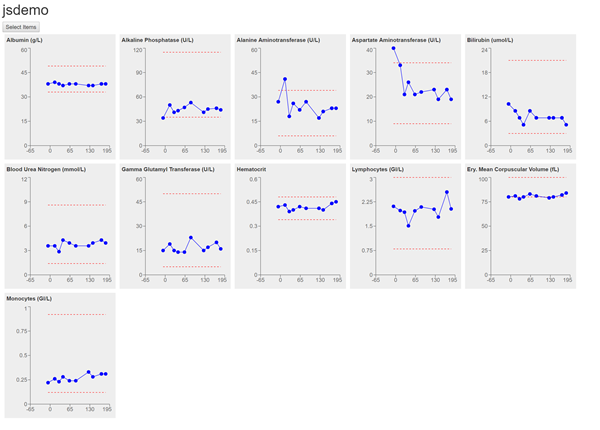 jsdemo
Select Items
Albumin (g/L)
60
45
30
15
0
-65 0 65 130 195
Alkaline Phosphatase (U/L)
120
90
60
30
0
-65 0 65 130 195
Alanine Aminotransferase (U/L)
60
45
30
15
0
-65 0 65 130 195
Aspartate Aminotransferase (U/L)
40
30
20
10
0
-65 0 65 130 195
Bilirubin (umol/L)
24
18
12
6
0
-65 0 65 130 195
Blood Urea Nitrogen (mmol/L)
12
9
6
3
0
-65 0 65 130 195
Gamma Glutamyl Transferase (U/L)
60
45
30
15
0
-65 0 65 130 195
Hematocrit
0.6
0.45
0.3
0.15
0
-65 0 65 130 195
Lymphocytes (GI/L)
3
2.25
1.5
0.75
0
-65 0 65 130 195
Ery. Mean Corpuscular Volume (fL)
100
75
50
25
0
-65 0 65 130 195
Monocytes (GI/L)
1
0.75
0.5
0.25
0
-65 0 65 130 195